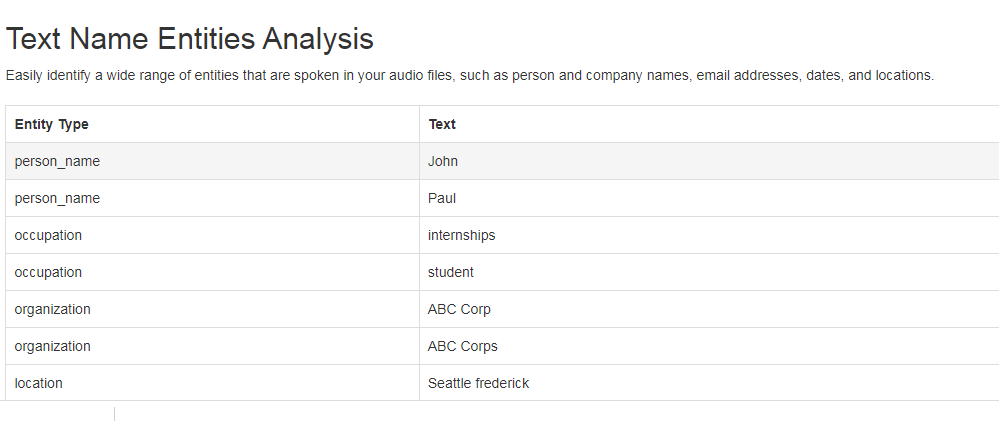 Text Name Entities Analysis
Easily identify a wide range of entities that are spoken in your audio files, such as person and company names, email addresses, dates, and locations.
Entity Type Text
person_name John
person_name Paul
occupation internships
occupation student
organization ABC Corp
organization ABC Corps
location Seattle frederick